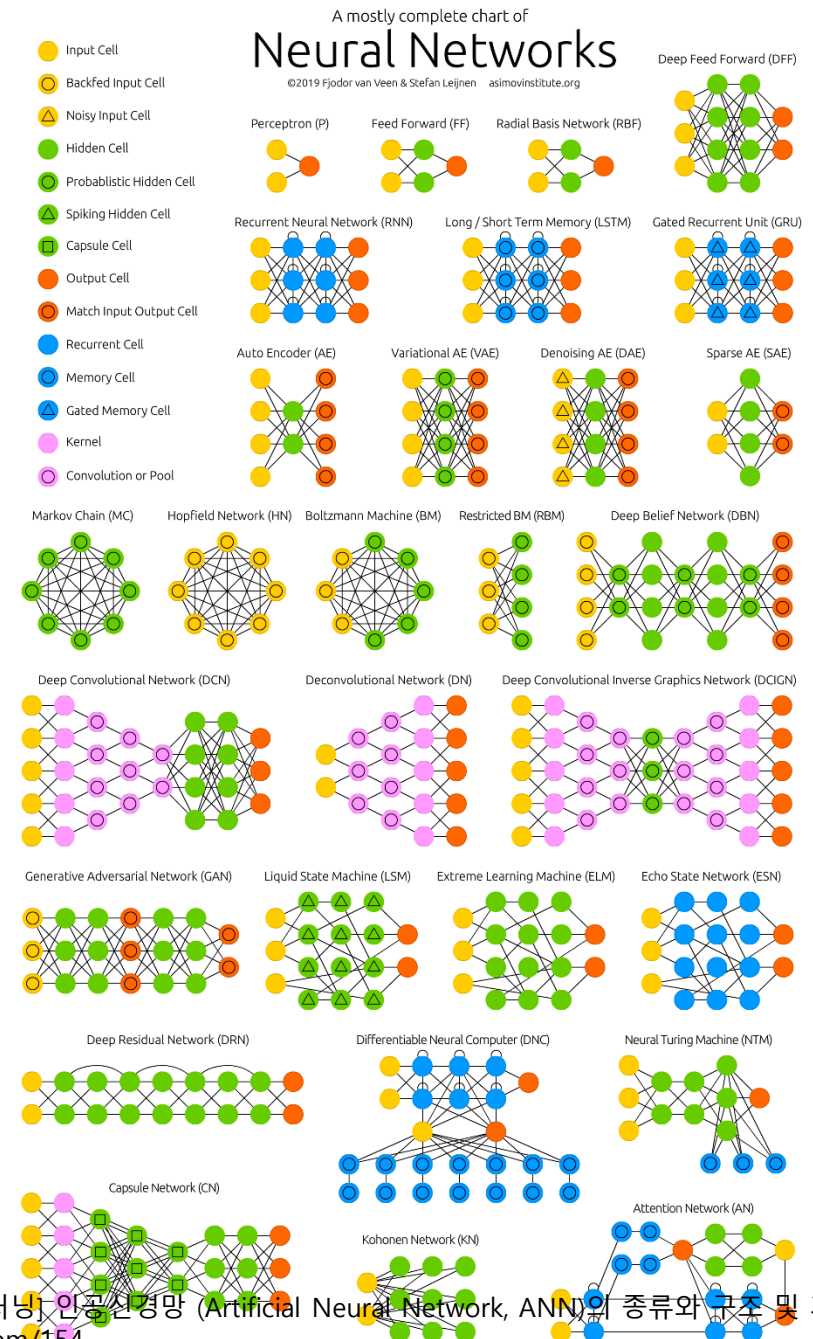 A mostly complete chart of
Neural Networks
©2019 Fjodor van Veen & Stefan Leijnen asimovinstitute.org
Input Cell
Backfed Input Cell
Noisy Input Cell
Hidden Cell
Probablistic Hidden Cell
Spiking Hidden Cell
Capsule Cell
Output Cell
Match Input Output Cell
Recurrent Cell
Memory Cell
Gated Memory Cell
Kernel
Convolution or Pool
Deep Feed Forward (DFF)
Perceptron (P)
Feed Forward (FF)
Radial Basis Network (RBF)
Recurrent Neural Network (RNN)
Long / Short Term Memory (LSTM)
Gated Recurrent Unit (GRU)
Auto Encoder (AE)
Variational AE (VAE)
Denoising AE (DAE)
Sparse AE (SAE)
Markov Chain (MC)
Hopfield Network (HN)
Boltzmann Machine (BM)
Restricted BM (RBM)
Deep Belief Network (DBN)
Deep Convolutional Network (DCN)
Deconvolutional Network (DN)
Deep Convolutional Inverse Graphics Network (DCIGN)
Generative Adversarial Network (GAN)
Liquid State Machine (LSM)
Extreme Learning Machine (ELM)
Echo State Network (ESN)
Deep Residual Network (DRN)
Differentiable Neural Computer (DNC)
Neural Turing Machine (NTM)
Capsule Network (CN)
Kohonen Network (KN)
Attention Network (AN)
인공신경망 (Artificial Neural Network, ANN)의 종류와 구조 및